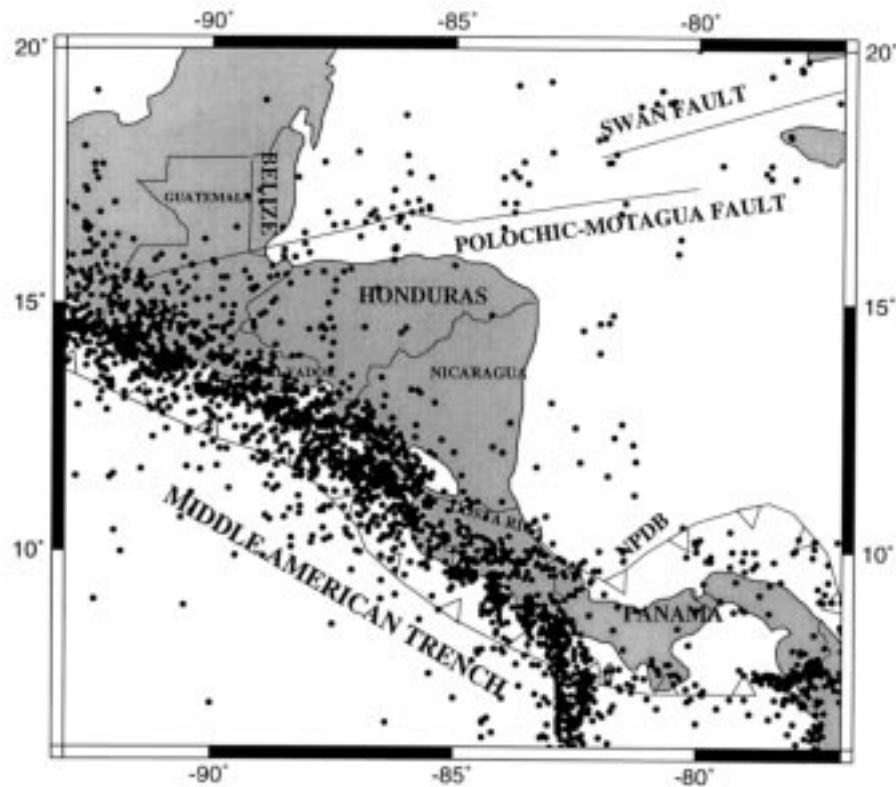 -90° -85° -80°
20° 20°
SWAN FAULT
BELIZE
GUATEMALA
POLOCHIC-MOTAGUA FAULT
15° 15°
HONDURAS
NICARAGUA
MIDDLE AMERICAN TRENCH
NPDB
10° 10°
PANAMA
-90° -85° -80°